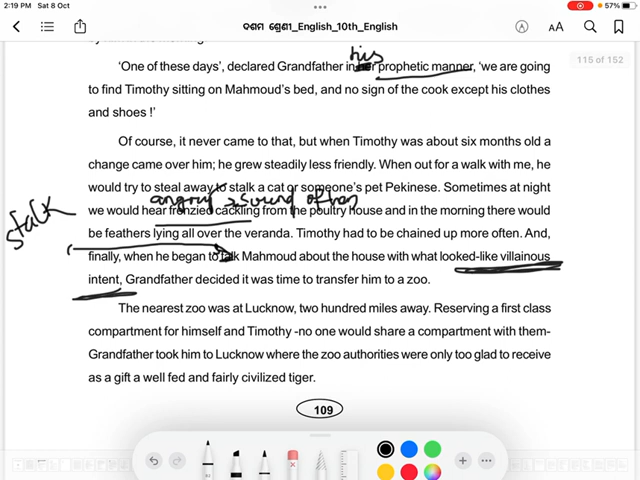 2:19 PM Sat 8 Oct
57%
ଦଶମ ଶ୍ରେଣୀ_English_10th_English
AA
115 of 152
his
'One of these days', declared Grandfather in her prophetic manner, 'we are going
to find Timothy sitting on Mahmoud's bed, and no sign of the cook except his clothes
and shoes !'
Of course, it never came to that, but when Timothy was about six months old a
change came over him; he grew steadily less friendly. When out for a walk with me, he
would try to steal away to stalk a cat or someone's pet Pekinese. Sometimes at night
angry sound of hen
we would hear frenzied cackling from the poultry house and in the morning there would
stalk
be feathers lying all over the veranda. Timothy had to be chained up more often. And,
finally, when he began to talk Mahmoud about the house with what looked-like villainous
intent, Grandfather decided it was time to transfer him to a zoo.
The nearest zoo was at Lucknow, two hundred miles away. Reserving a first class
compartment for himself and Timothy -no one would share a compartment with them-
Grandfather took him to Lucknow where the zoo authorities were only too glad to receive
as a gift a well fed and fairly civilized tiger.
109